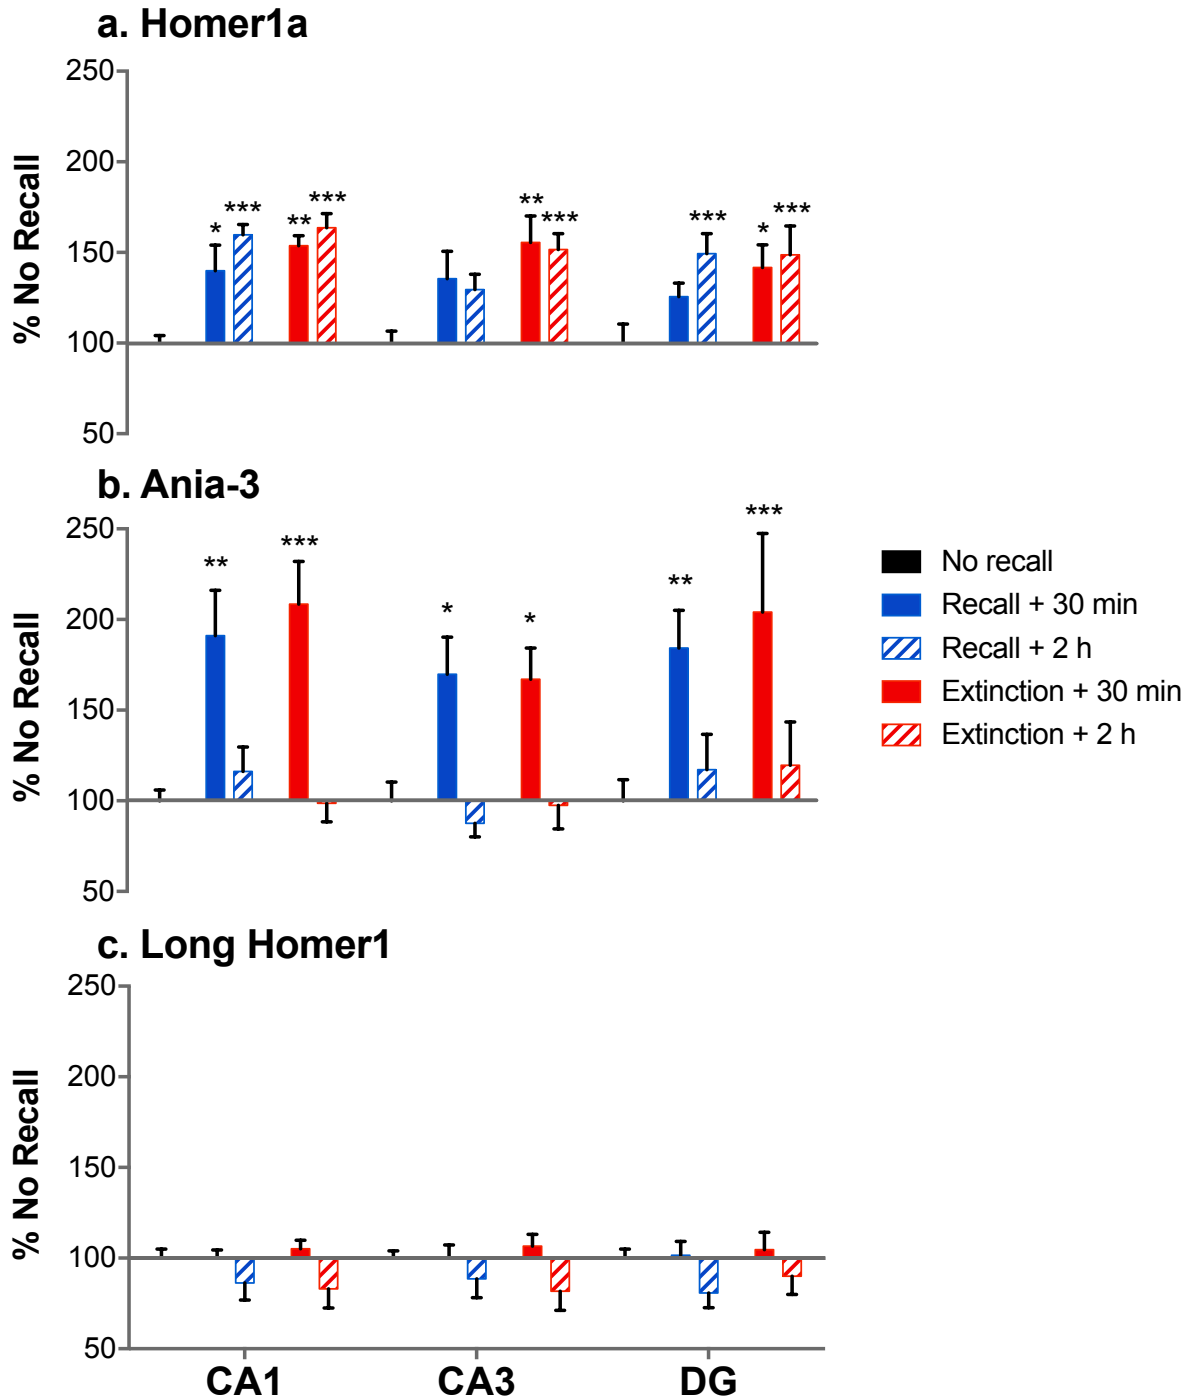 a. Homer1a
% No Recall
250
200
150
100
50
* *** ** *** ** *** *** * ***
b. Ania-3
% No Recall
250
200
150
100
50
** *** * * ** ***
No recall
Recall + 30 min
Recall + 2 h
Extinction + 30 min
Extinction + 2 h
c. Long Homer1
% No Recall
250
200
150
100
50
CA1 CA3 DG